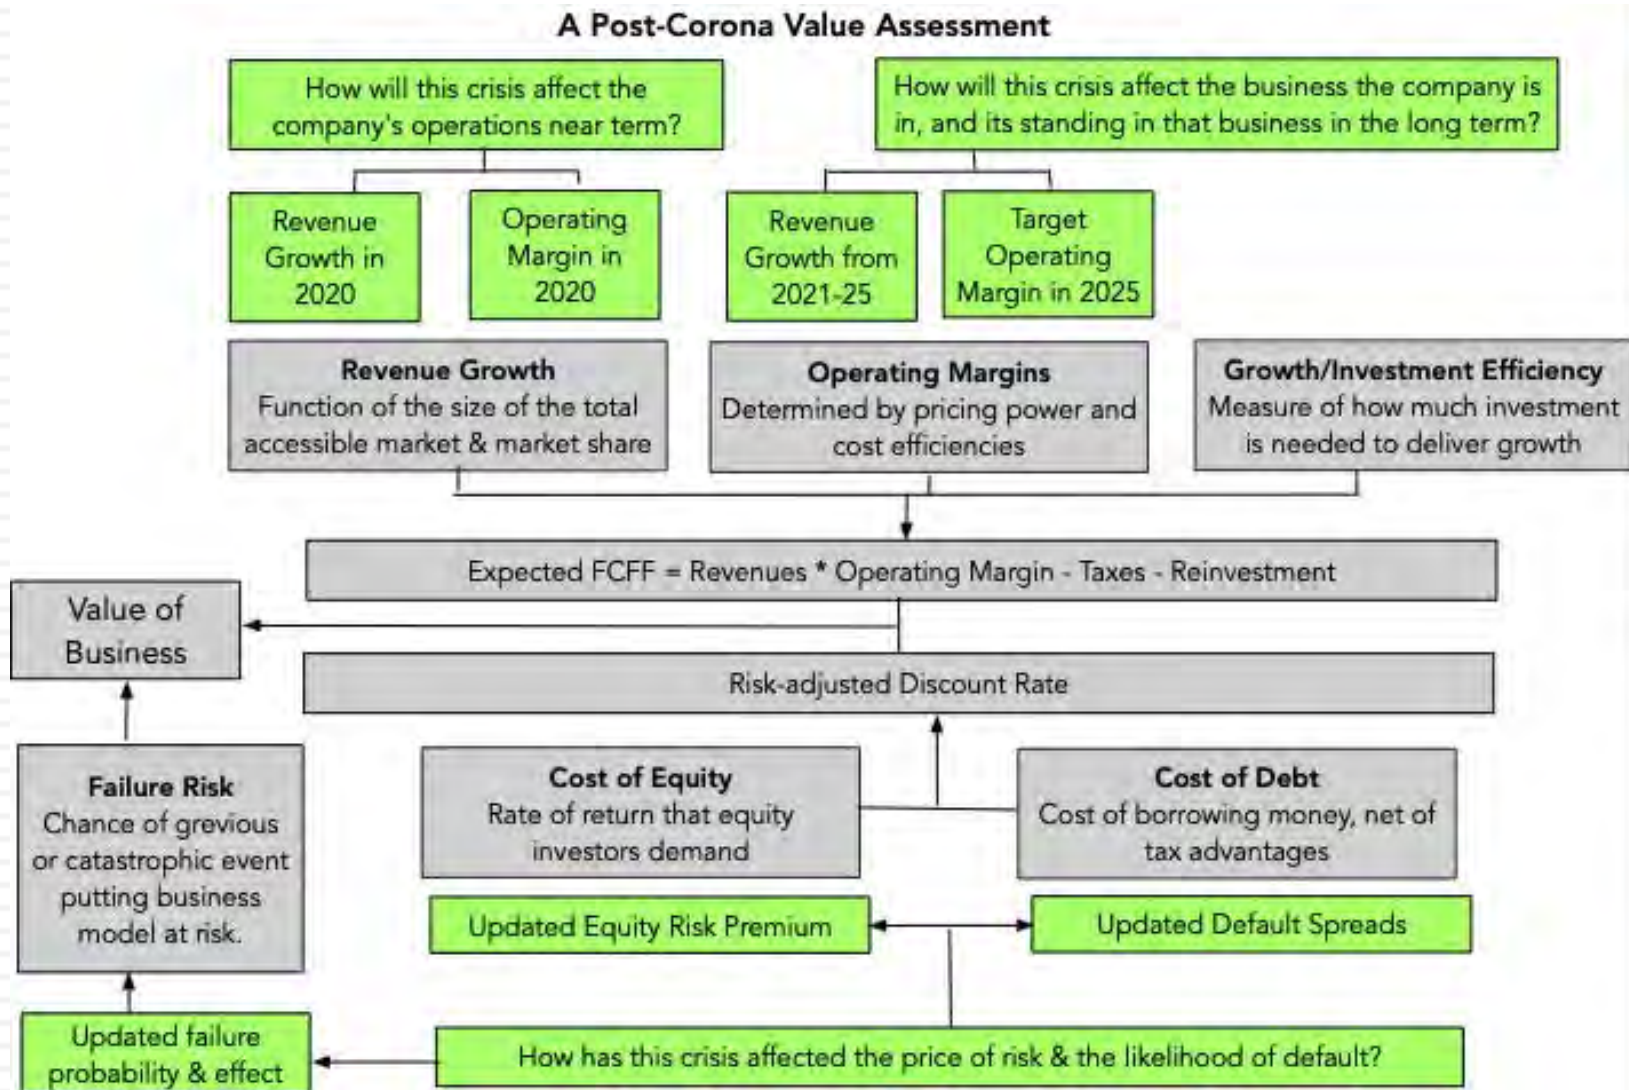 A Post-Corona Value Assessment
How will this crisis affect the
company's operations near term?
How will this crisis affect the business the company is
in, and its standing in that business in the long term?
Revenue
Growth in
2020
Operating
Margin in
2020
Revenue
Growth from
2021-25
Target
Operating
Margin in 2025
Revenue Growth
Function of the size of the total
accessible market & market share
Operating Margins
Determined by pricing power and
cost efficiencies
Growth/Investment Efficiency
Measure of how much investment
is needed to deliver growth
Expected FCFF = Revenues * Operating Margin - Taxes - Reinvestment
Value of
Business
Risk-adjusted Discount Rate
Failure Risk
Chance of grevious
or catastrophic event
putting business
model at risk.
Cost of Equity
Rate of return that equity
investors demand
Cost of Debt
Cost of borrowing money, net of
tax advantages
Updated Equity Risk Premium
Updated Default Spreads
Updated failure
probability & effect
How has this crisis affected the price of risk & the likelihood of default?